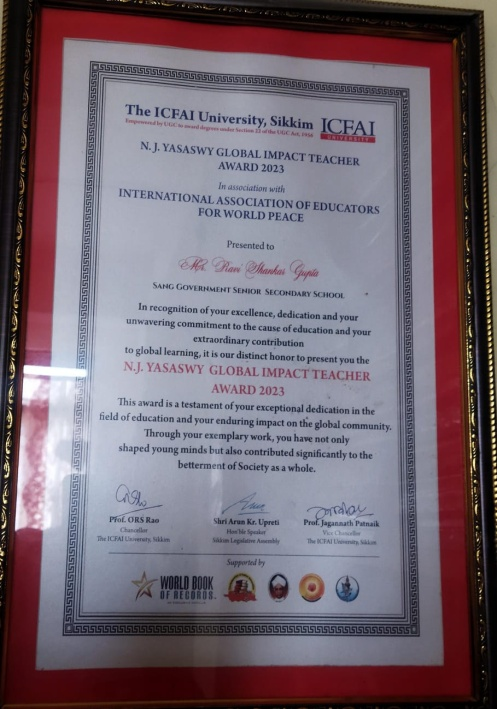 The ICFAI University, Sikkim
Empowered by UGC to award degrees under Section 22 of the UGC Act, 1956
ICFAI
UNIVERSITY
N. J. YASASWY GLOBAL IMPACT TEACHER
AWARD 2023
In association with
INTERNATIONAL ASSOCIATION OF EDUCATORS
FOR WORLD PEACE
Presented to
Mr. Ravi Shankar Gupta
SANG GOVERNMENT SENIOR SECONDARY SCHOOL
In recognition of your excellence, dedication and your
unwavering commitment to the cause of education and your
extraordinary contribution
to global learning, it is our distinct honor to present you the
N.J. YASASWY GLOBAL IMPACT TEACHER
AWARD 2023
This award is a testament of your exceptional dedication in the
field of education and your enduring impact on the global community.
Through your exemplary work, you have not only
shaped young minds but also contributed significantly to the
betterment of Society as a whole.
Prof. ORS Rao
Chancellor
The ICFAI University, Sikkim
Shri Arun Kr. Upreti
Hon'ble Speaker
Sikkim Legislative Assembly
Prof. Jagannath Patnaik
Vice Chancellor
The ICFAI University, Sikkim
Supported by
WORLD BOOK
OF RECORDS